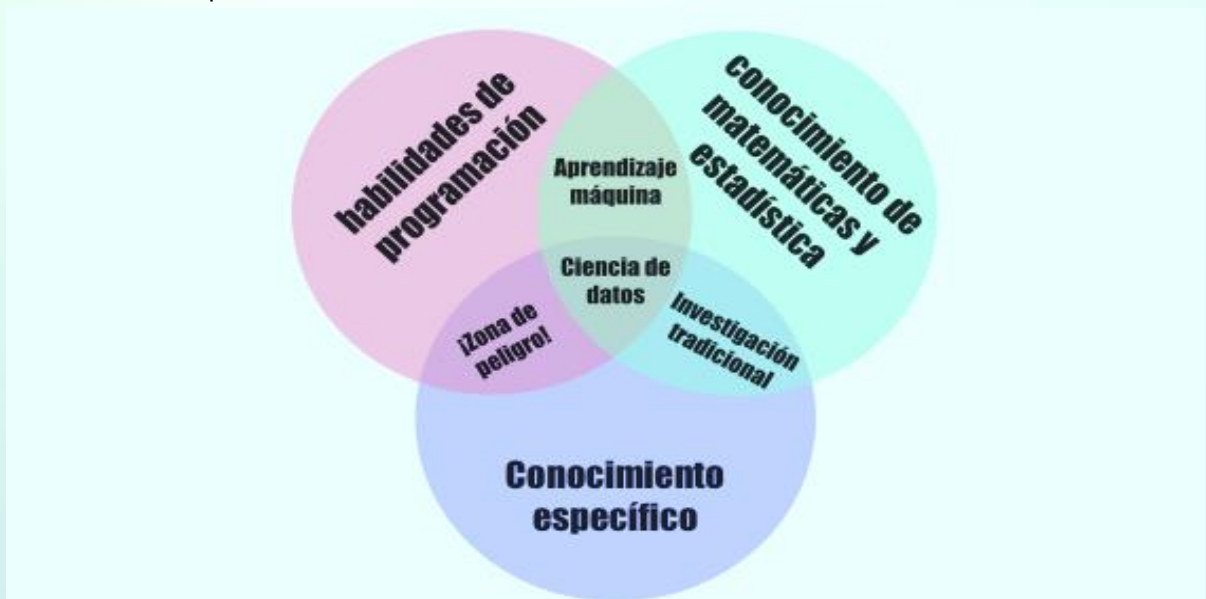 habilidades de
programación
conocimiento de
matemáticas y
estadística
Aprendizaje
máquina
Ciencia de
datos
¡Zona de
peligro!
Investigación
tradicional
Conocimiento
específico